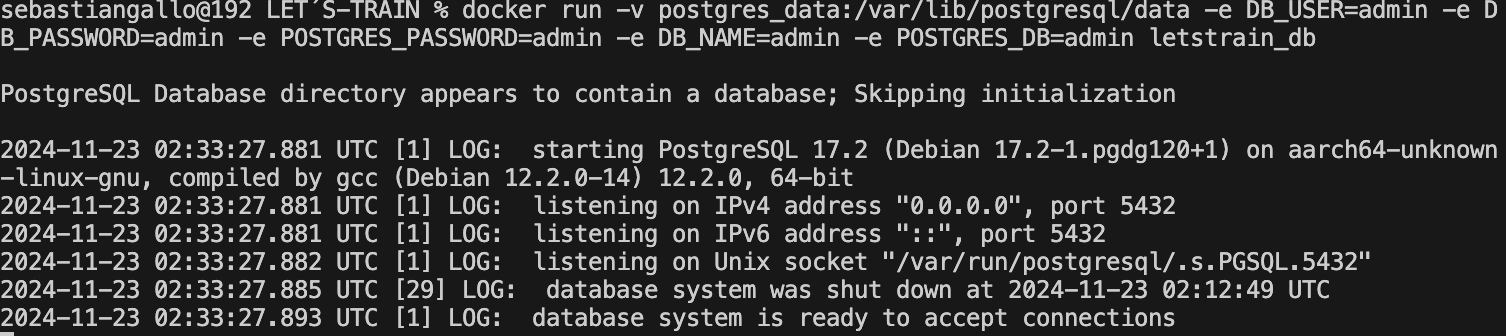 sebastiangallo@192 LET´S-TRAIN % docker run -v postgres_data:/var/lib/postgresql/data -e DB_USER=admin -e D
B_PASSWORD=admin -e POSTGRES_PASSWORD=admin -e DB_NAME=admin -e POSTGRES_DB=admin letstrain_db
PostgreSQL Database directory appears to contain a database; Skipping initialization
2024-11-23 02:33:27.881 UTC [1] LOG:  starting PostgreSQL 17.2 (Debian 17.2-1.pgdg120+1) on aarch64-unknown
-linux-gnu, compiled by gcc (Debian 12.2.0-14) 12.2.0, 64-bit
2024-11-23 02:33:27.881 UTC [1] LOG:  listening on IPv4 address "0.0.0.0", port 5432
2024-11-23 02:33:27.881 UTC [1] LOG:  listening on IPv6 address "::", port 5432
2024-11-23 02:33:27.882 UTC [1] LOG:  listening on Unix socket "/var/run/postgresql/.s.PGSQL.5432"
2024-11-23 02:33:27.885 UTC [29] LOG:  database system was shut down at 2024-11-23 02:12:49 UTC
2024-11-23 02:33:27.893 UTC [1] LOG:  database system is ready to accept connections